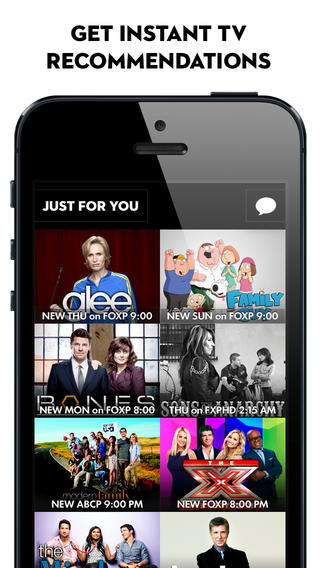 GET INSTANT TV
RECOMMENDATIONS
JUST FOR YOU
glee
NEW THU on FOXP 9:00
FAMILY
NEW SUN on FOXP 9:00
BONES
NEW MON on FOXP 8:00
SONS OF ANARCHY
THU on FXPHD 2:15 AM
modern family
NEW ABCP 9:00 PM
THE
X
NEW FOXP 8:00 PM
the